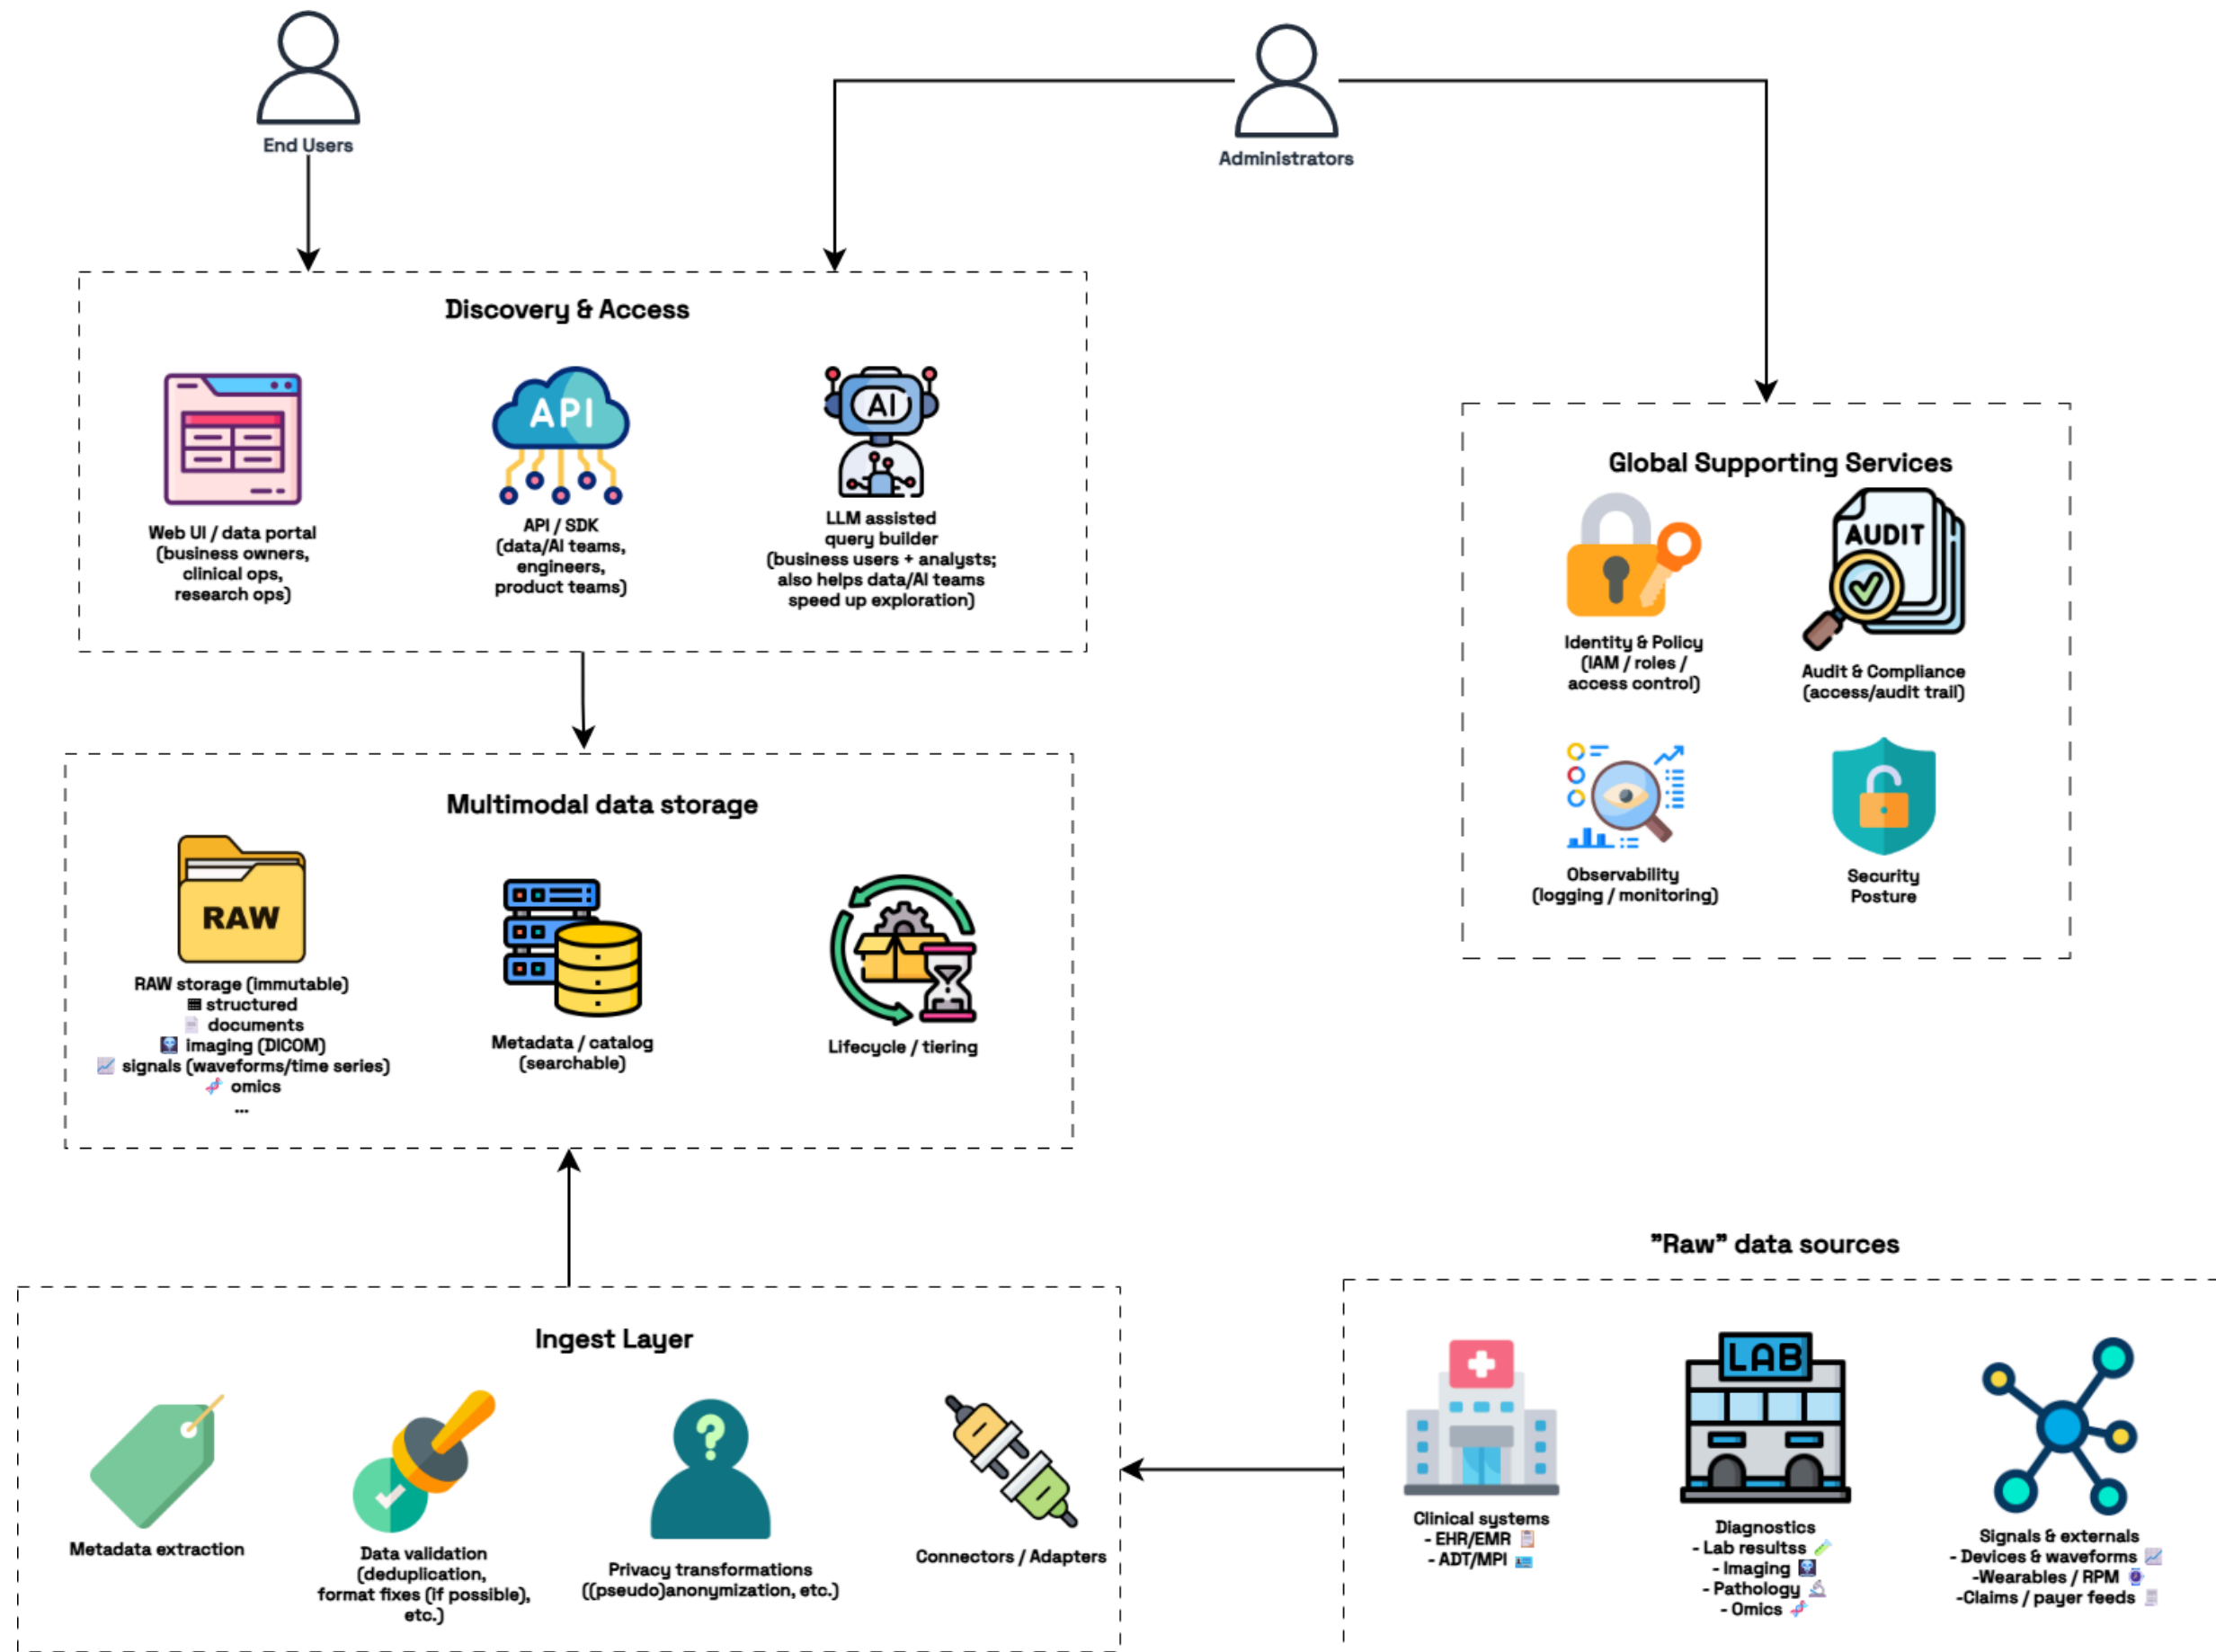 End Users
Administrators
Discovery & Access
API
AI
Web UI / data portal
(business owners,
clinical ops,
research ops)
API / SDK
(data/AI teams,
engineers,
product teams)
LLM assisted
query builder
(business users + analysts;
also helps data/AI teams
speed up exploration)
Global Supporting Services
AUDIT
Identity & Policy
(IAM / roles /
access control)
Audit & Compliance
(access/audit trail)
Observability
(logging / monitoring)
Security
Posture
Multimodal data storage
RAW
RAW storage (immutable)
structured
documents
imaging (DICOM)
signals (waveforms/time series)
omics
...
Metadata / catalog
(searchable)
Lifecycle / tiering
Ingest Layer
?
Metadata extraction
Data validation
(deduplication,
format fixes (if possible),
etc.)
Privacy transformations
((pseudo)anonymization, etc.)
Connectors / Adapters
"Raw" data sources
LAB
Clinical systems
- EHR/EMR
- ADT/MPI
Diagnostics
- Lab resultss
- Imaging
- Pathology
- Omics
Signals & externals
- Devices & waveforms
-Wearables / RPM
-Claims / payer feeds